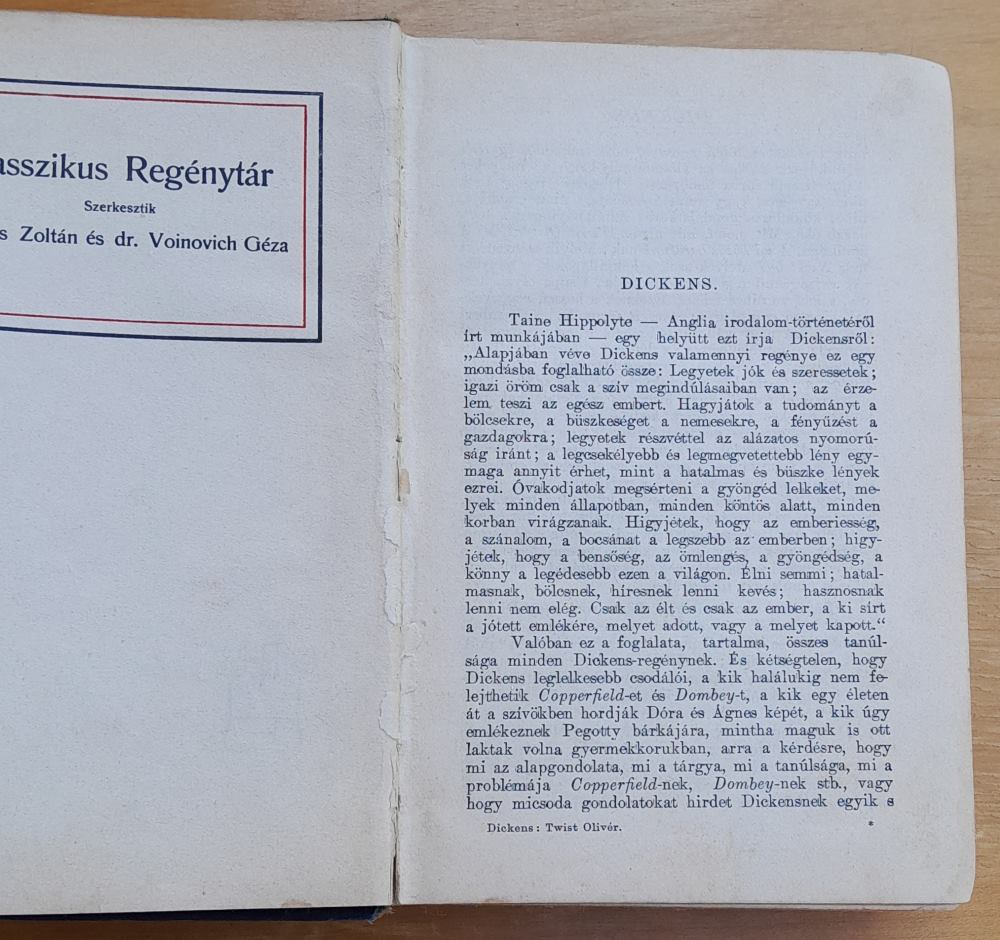 asszikus Regénytár
Szerkesztik
s Zoltán és dr. Voinovich Géza
DICKENS.
Taine Hippolyte — Anglia irodalom-történetéről
írt munkájában — egy helyütt ezt írja Dickensről:
„Alapjában véve Dickens valamennyi regénye ez egy
mondásba foglalható össze: Legyetek jók és szeressetek;
igazi öröm csak a szív megindúlásaiban van; az érze-
lem teszi az egész embert. Hagyjátok a tudományt a
bölcsekre, a büszkeséget a nemesekre, a fényűzést a
gazdagokra; legyetek részvéttel az alázatos nyomorú-
ság iránt; a legcsekélyebb és legmegvetettebb lény egy-
maga annyit érhet, mint a hatalmas és büszke lények
ezrei. Óvakodjatok megsérteni a gyöngéd lelkeket, me-
lyek minden állapotban, minden köntös alatt, minden
korban virágzanak. Higyjétek, hogy az emberiesség,
a szánalom, a bocsánat a legszebb az emberben; higy-
jétek, hogy a bensőség, az ömlengés, a gyöngédség, a
könny a legédesebb ezen a világon. Élni semmi; hatal-
masnak, bölcsnek, híresnek lenni kevés; hasznosnak
lenni nem elég. Csak az élt és csak az ember, a ki sírt
a jótett emlékére, melyet adott, vagy a melyet kapott.“
Valóban ez a foglalata, tartalma, összes tanúl-
sága minden Dickens-regénynek. És kétségtelen, hogy
Dickens leglelkesebb csodálói, a kik halálukig nem fe-
lejthetik Copperfield-et és Dombey-t, a kik egy életen
át a szívökben hordják Dóra és Ágnes képét, a kik úgy
emlékeznek Pegotty bárkájára, mintha maguk is ott
laktak volna gyermekkorukban, arra a kérdésre, hogy
mi az alapgondolata, mi a tárgya, mi a tanúlsága, mi a
problémája Copperfield-nek, Dombey-nek stb., vagy
hogy micsoda gondolatokat hirdet Dickensnek egyik s
Dickens: Twist Olivér. *